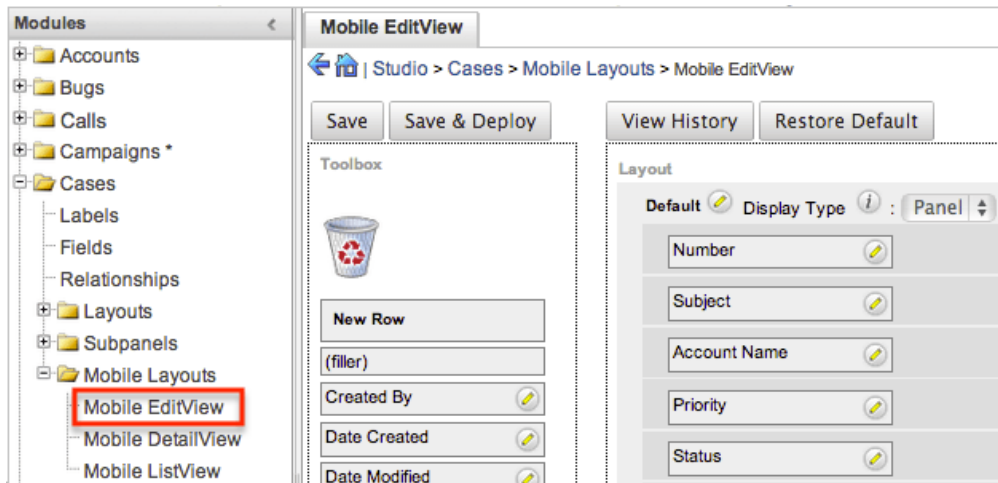 Modules <
Accounts
Bugs
Calls
Campaigns *
Cases
Labels
Fields
Relationships
Layouts
Subpanels
Mobile Layouts
Mobile EditView
Mobile DetailView
Mobile ListView
Mobile EditView
| Studio > Cases > Mobile Layouts > Mobile EditView
Save Save & Deploy View History Restore Default
Toolbox
New Row
(filler)
Created By
Date Created
Date Modified
Layout
Default Display Type i : Panel
Number
Subject
Account Name
Priority
Status